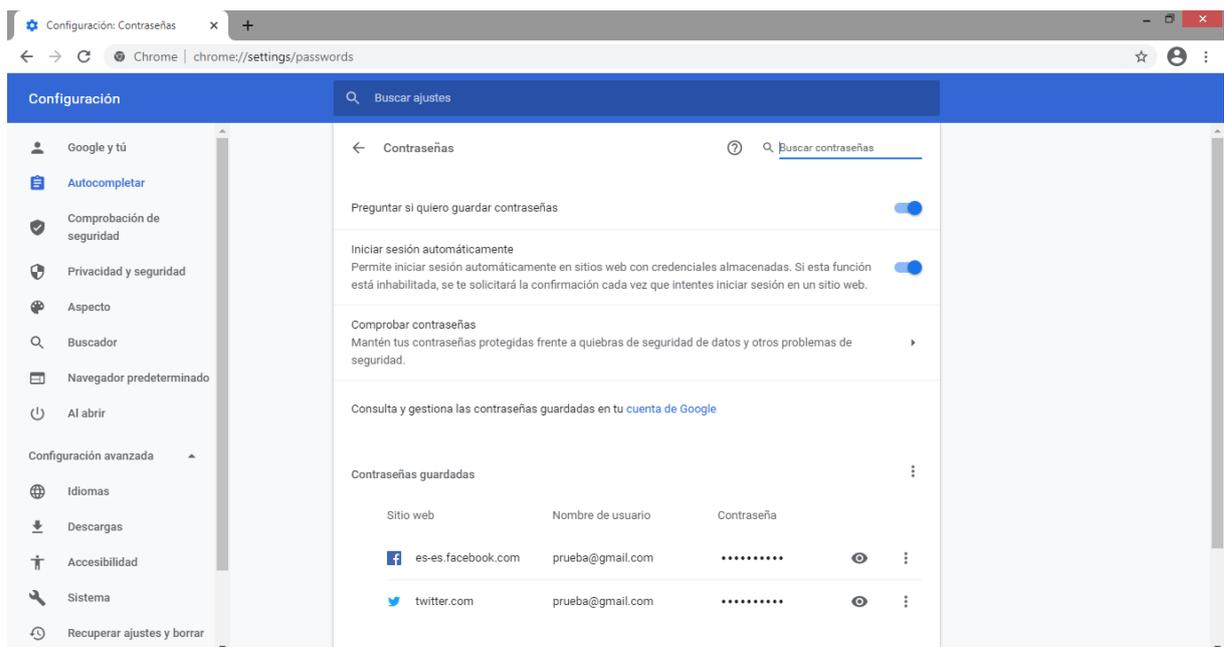 Configuración: Contraseñas
Chrome | chrome://settings/passwords
Configuración
Buscar ajustes
Google y tú
Autocompletar
Comprobación de
seguridad
Privacidad y seguridad
Aspecto
Buscador
Navegador predeterminado
Al abrir
Configuración avanzada
Idiomas
Descargas
Accesibilidad
Sistema
Recuperar ajustes y borrar
Contraseñas
Buscar contraseñas
Preguntar si quiero guardar contraseñas
Iniciar sesión automáticamente
Permite iniciar sesión automáticamente en sitios web con credenciales almacenadas. Si esta función
está inhabilitada, se te solicitará la confirmación cada vez que intentes iniciar sesión en un sitio web.
Comprobar contraseñas
Mantén tus contraseñas protegidas frente a quiebras de seguridad de datos y otros problemas de
seguridad.
Consulta y gestiona las contraseñas guardadas en tu cuenta de Google
Contraseñas guardadas
Sitio web Nombre de usuario Contraseña
es-es.facebook.com prueba@gmail.com ••••••••••
twitter.com prueba@gmail.com ••••••••••